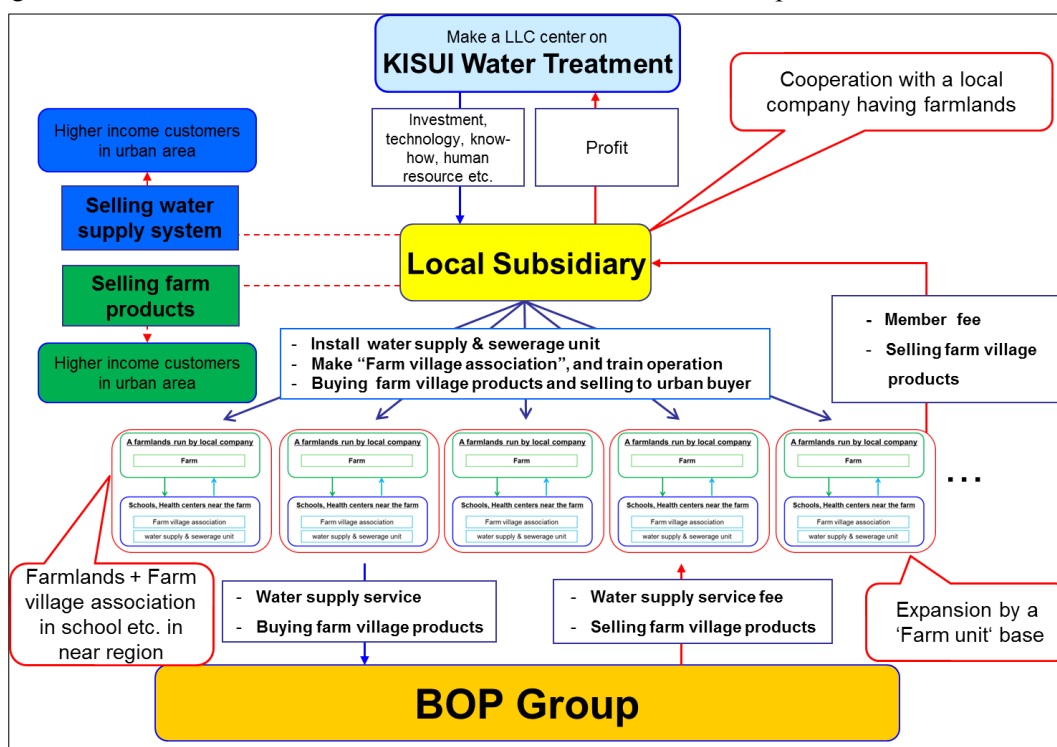 Make a LLC center on
KISUI Water Treatment
Cooperation with a local
company having farmlands
Higher income customers
in urban area
Investment,
technology, know-
how, human
resource etc.
Profit
Selling water
supply system
Local Subsidiary
Selling farm
products
Higher income customers
in urban area
- Install water supply & sewerage unit
- Make “Farm village association”, and train operation
- Buying farm village products and selling to urban buyer
- Member fee
- Selling farm village
products
A farmlands run by local company
Farm
Schools, Health centers near the farm
Farm village association
water supply & sewerage unit
A farmlands run by local company
Farm
Schools, Health centers near the farm
Farm village association
water supply & sewerage unit
A farmlands run by local company
Farm
Schools, Health centers near the farm
Farm village association
water supply & sewerage unit
A farmlands run by local company
Farm
Schools, Health centers near the farm
Farm village association
water supply & sewerage unit
A farmlands run by local company
Farm
Schools, Health centers near the farm
Farm village association
water supply & sewerage unit
...
Farmlands + Farm
village association
in school etc. in
near region
- Water supply service
- Buying farm village products
- Water supply service fee
- Selling farm village products
Expansion by a
‘Farm unit‘ base
BOP Group